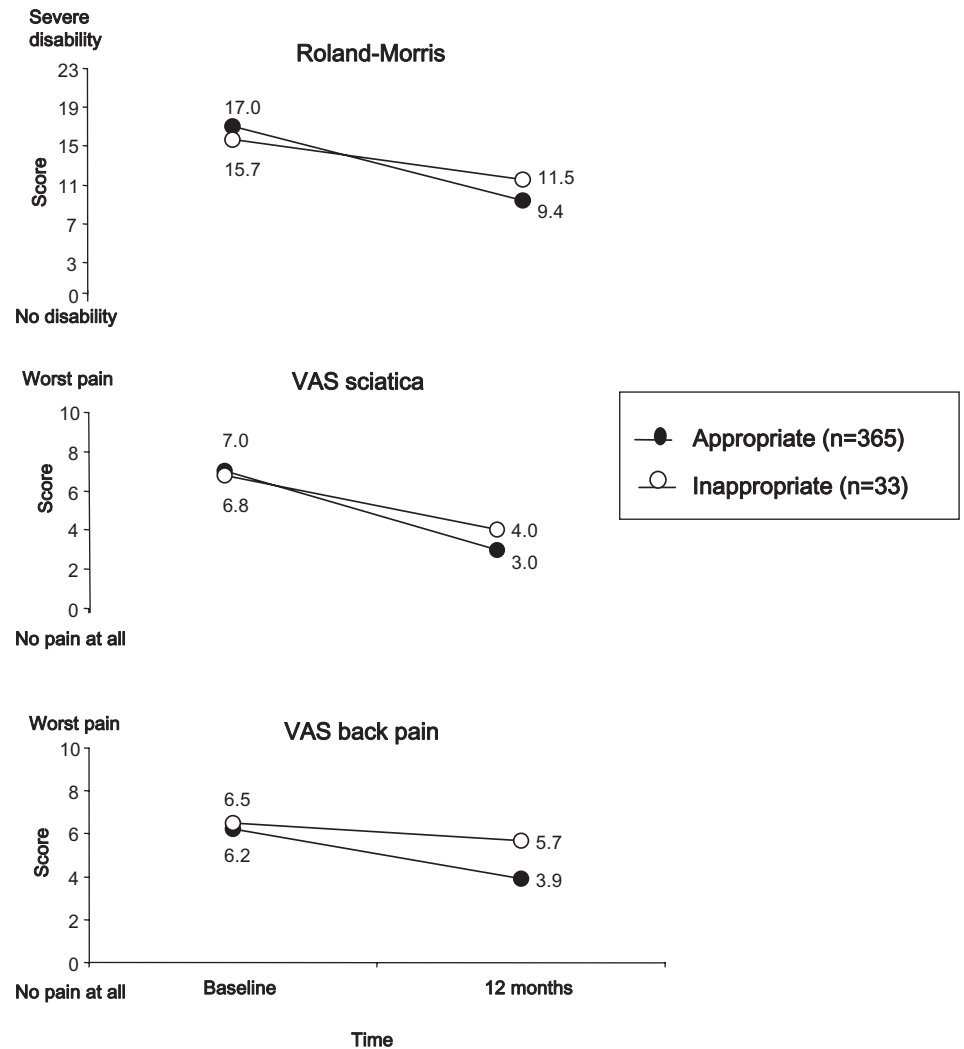 Severe
disability
Roland-Morris
23
19
15
11
7
3
0
Score
17.0
15.7
11.5
9.4
No disability
Worst pain
VAS sciatica
10
8
6
4
2
0
Score
7.0
6.8
4.0
3.0
No pain at all
Appropriate (n=365)
Inappropriate (n=33)
Worst pain
VAS back pain
10
8
6
4
2
0
Score
6.5
6.2
5.7
3.9
No pain at all
Baseline
12 months
Time